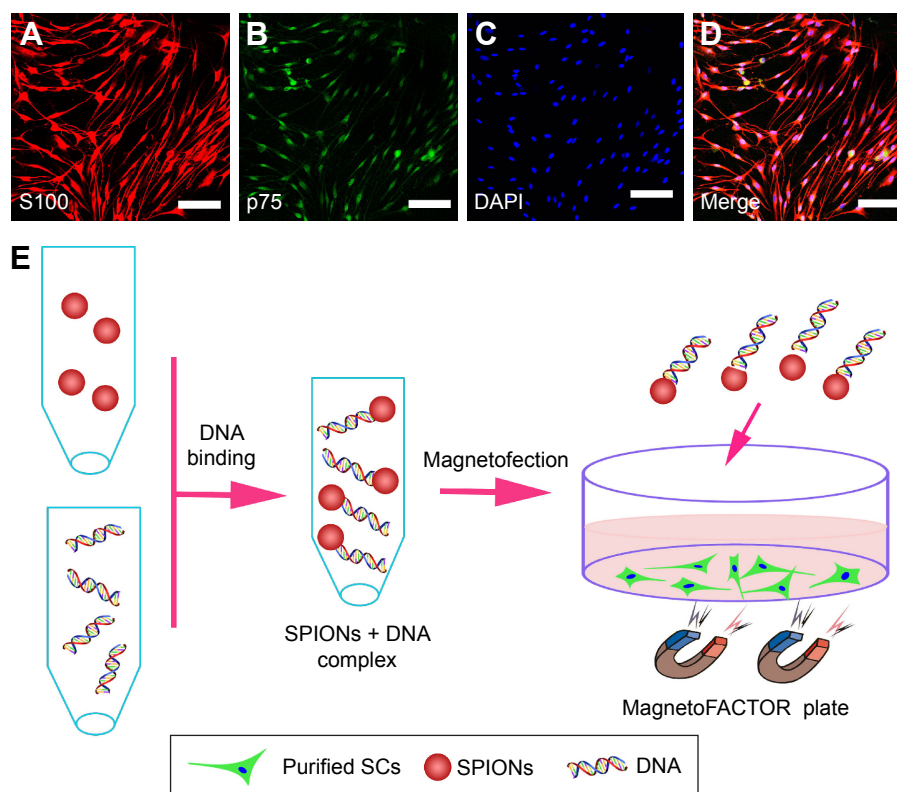 A
B
C
D
S100
p75
DAPI
Merge
E
DNA
binding
Magnetofection
SPIONs + DNA
complex
MagnetoFACTOR plate
Purified SCs
SPIONs
DNA